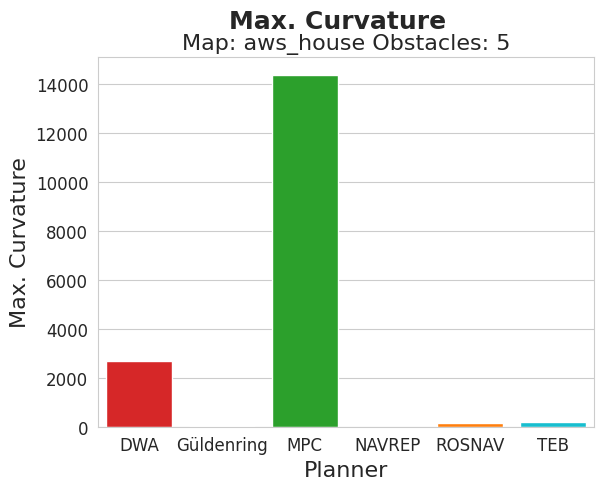 Max. Curvature
Map: aws_house Obstacles: 5
Max. Curvature
14000
12000
10000
8000
6000
4000
2000
0
DWA Güldenring MPC NAVREP ROSNAV TEB
Planner